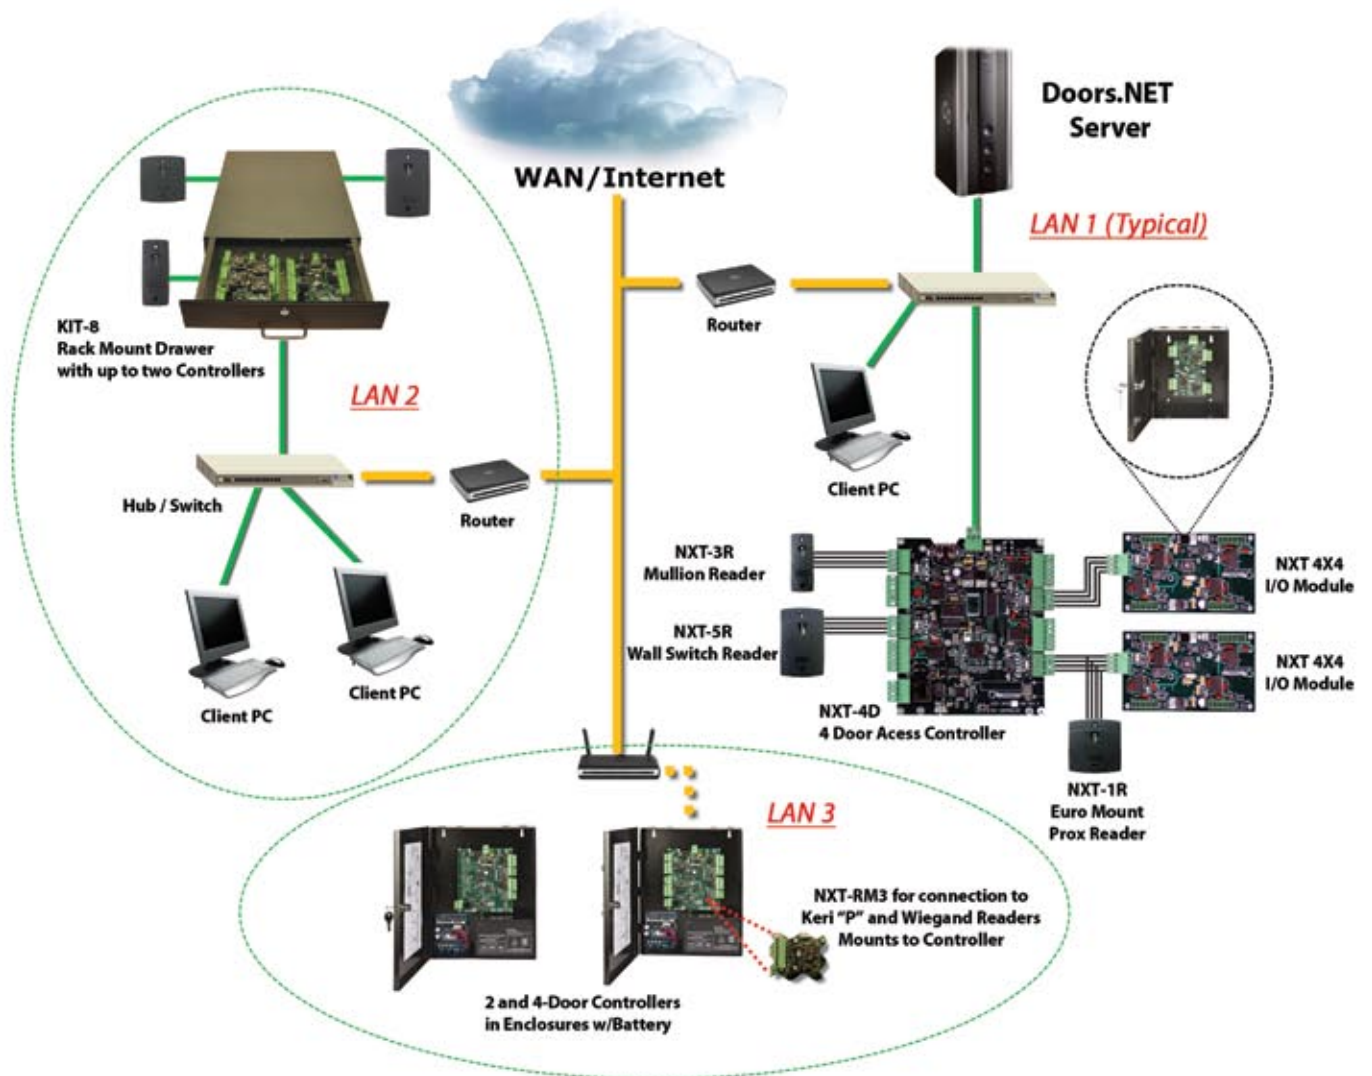 Doors.NET
Server
WAN/Internet
LAN 1 (Typical)
Router
KIT-8
Rack Mount Drawer
with up to two Controllers
LAN 2
Client PC
Hub / Switch
Router
NXT-3R
Mullion Reader
NXT 4X4
I/O Module
NXT-5R
Wall Switch Reader
NXT 4X4
I/O Module
Client PC
Client PC
NXT-4D
4 Door Acess Controller
NXT-1R
Euro Mount
Prox Reader
LAN 3
NXT-RM3 for connection to
Keri "P" and Wiegand Readers
Mounts to Controller
2 and 4-Door Controllers
in Enclosures w/Battery